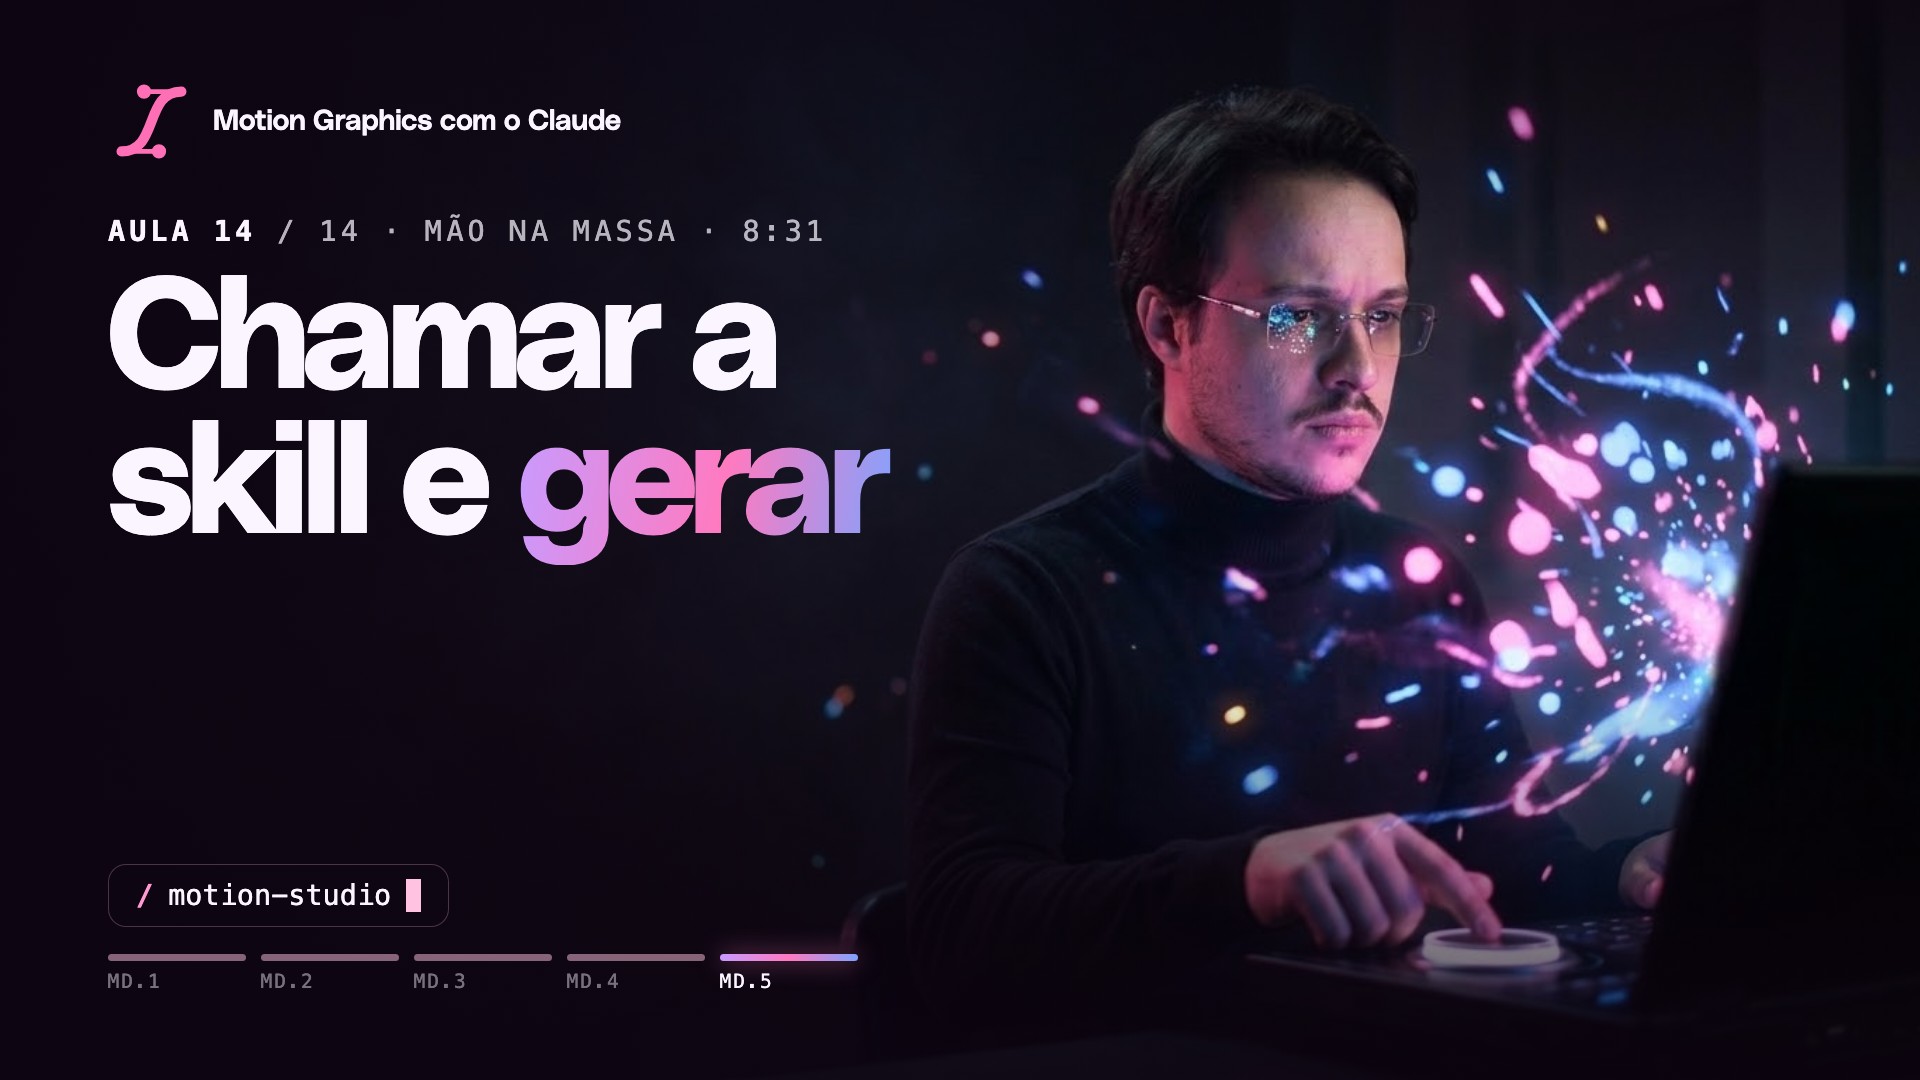 Motion Graphics com o Claude
AULA 14 / 14 · MÃO NA MASSA · 8:31
Chamar a
skill e gerar
/ motion-studio
MD.1 MD.2 MD.3 MD.4 MD.5